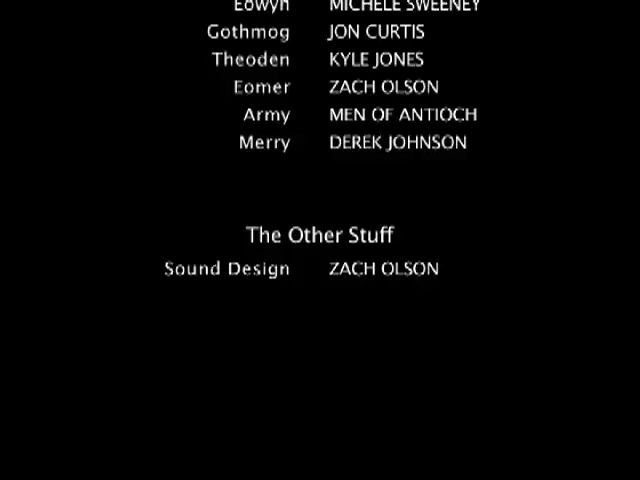 Eowyn MICHELE SWEENEY
Gothmog JON CURTIS
Theoden KYLE JONES
Eomer ZACH OLSON
Army MEN OF ANTIOCH
Merry DEREK JOHNSON
The Other Stuff
Sound Design ZACH OLSON